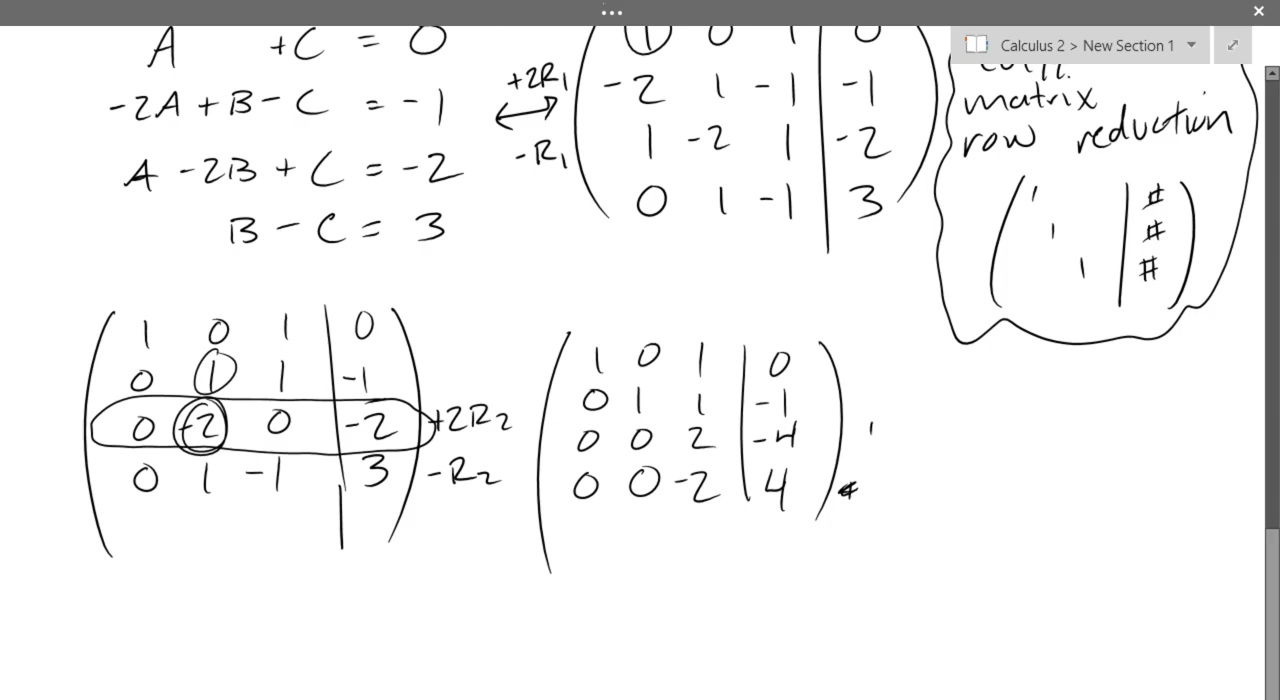 Calculus 2 > New Section 1
A + C = 0
-2A + B - C = -1
A - 2B + C = -2
B - C = 3
+2R1
-R1
1 0 1 | 0
-2 1 -1 | -1
1 -2 1 | -2
0 1 -1 | 3
matrix
row reduction
1 | #
1 | #
1 | #
1 0 1 | 0
0 1 1 | -1
0 -2 0 | -2 +2R2
0 1 -1 | 3 -R2
1 0 1 | 0
0 1 1 | -1
0 0 2 | -4
0 0 -2 | 4